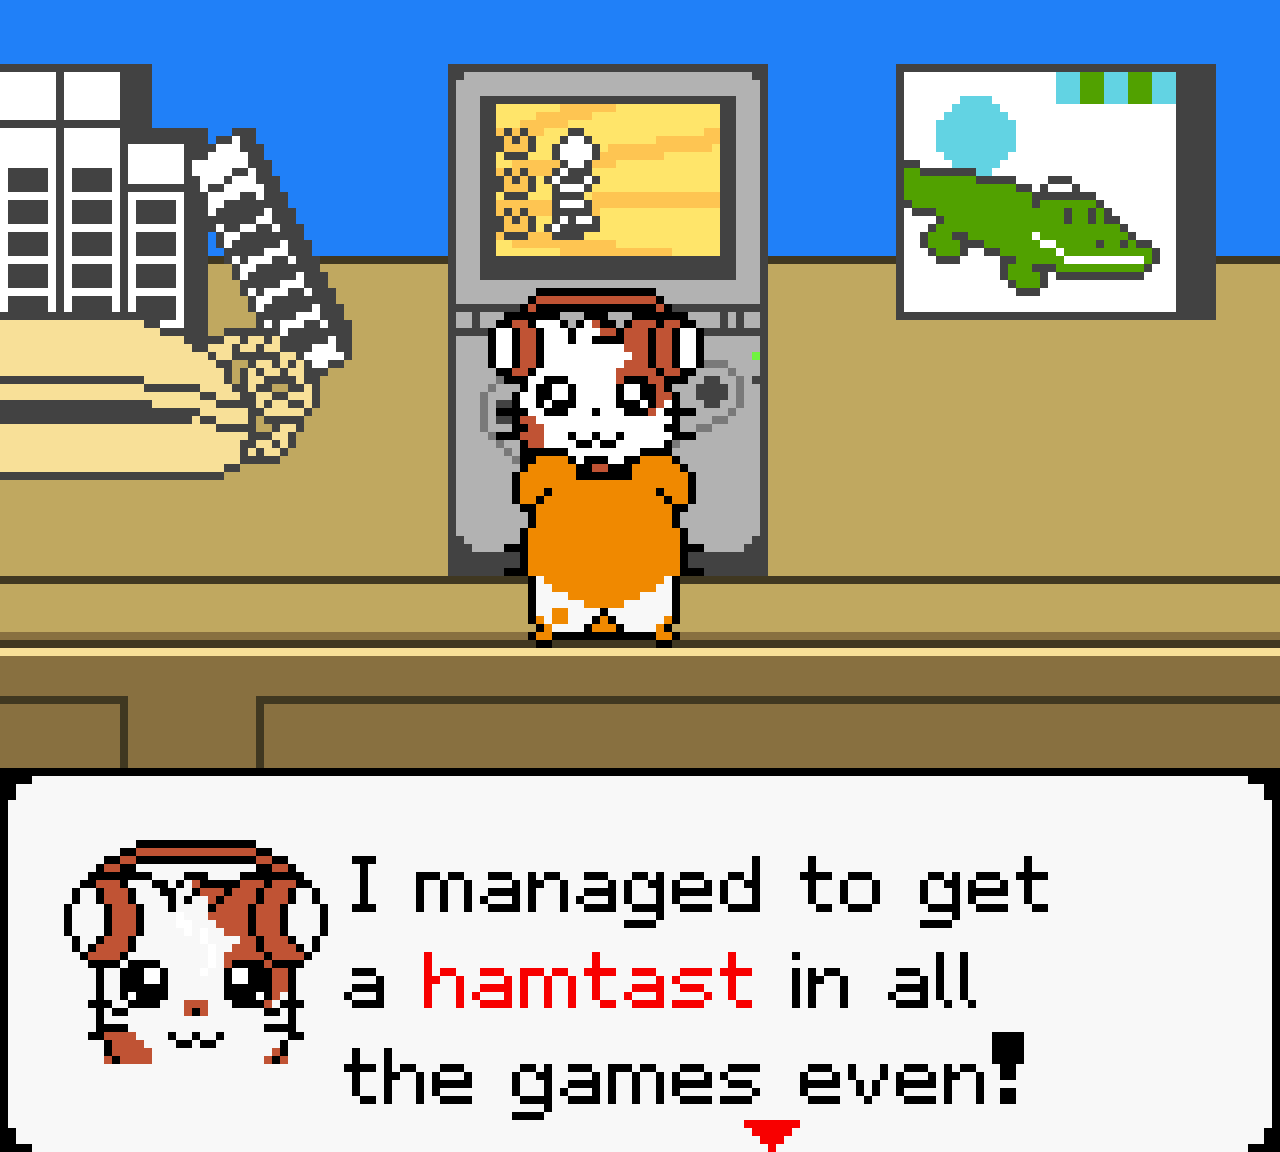 I managed to get
a hamtast in all
the games even!